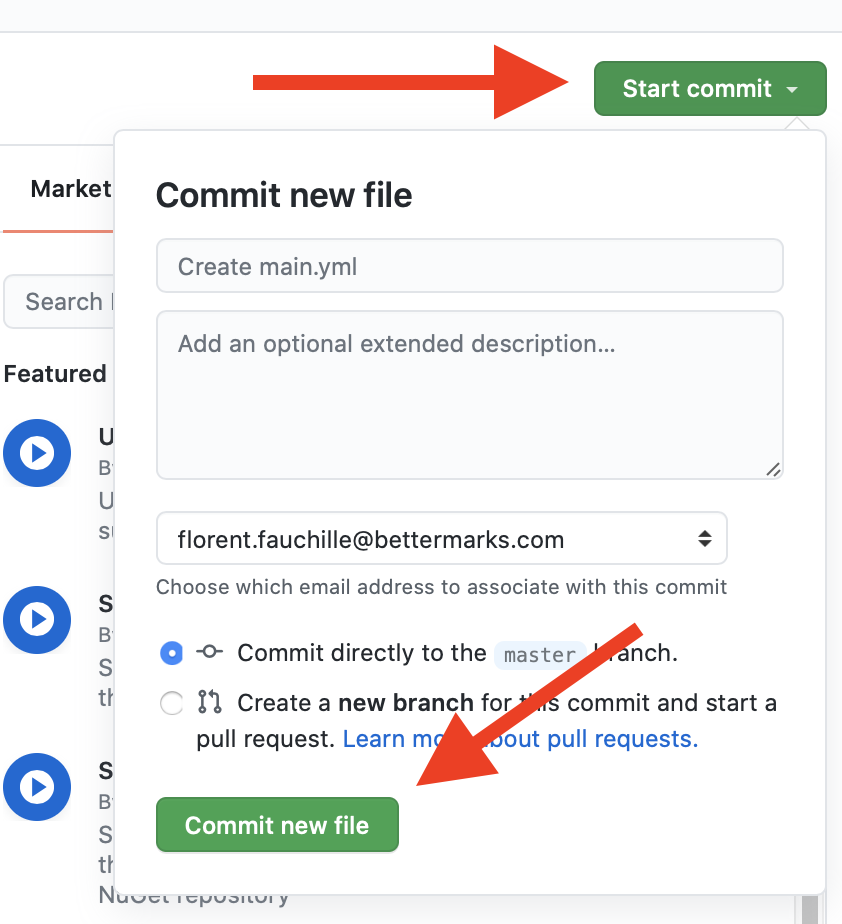 Start commit
Market
Commit new file
Create main.yml
Search
Add an optional extended description...
Featured
U
By
U
su
florent.fauchille@bettermarks.com
Choose which email address to associate with this commit
S
By
S
th
Commit directly to the master branch.
Create a new branch for this commit and start a
pull request. Learn more about pull requests.
S
By
S
th
Commit new file
NuGet repository